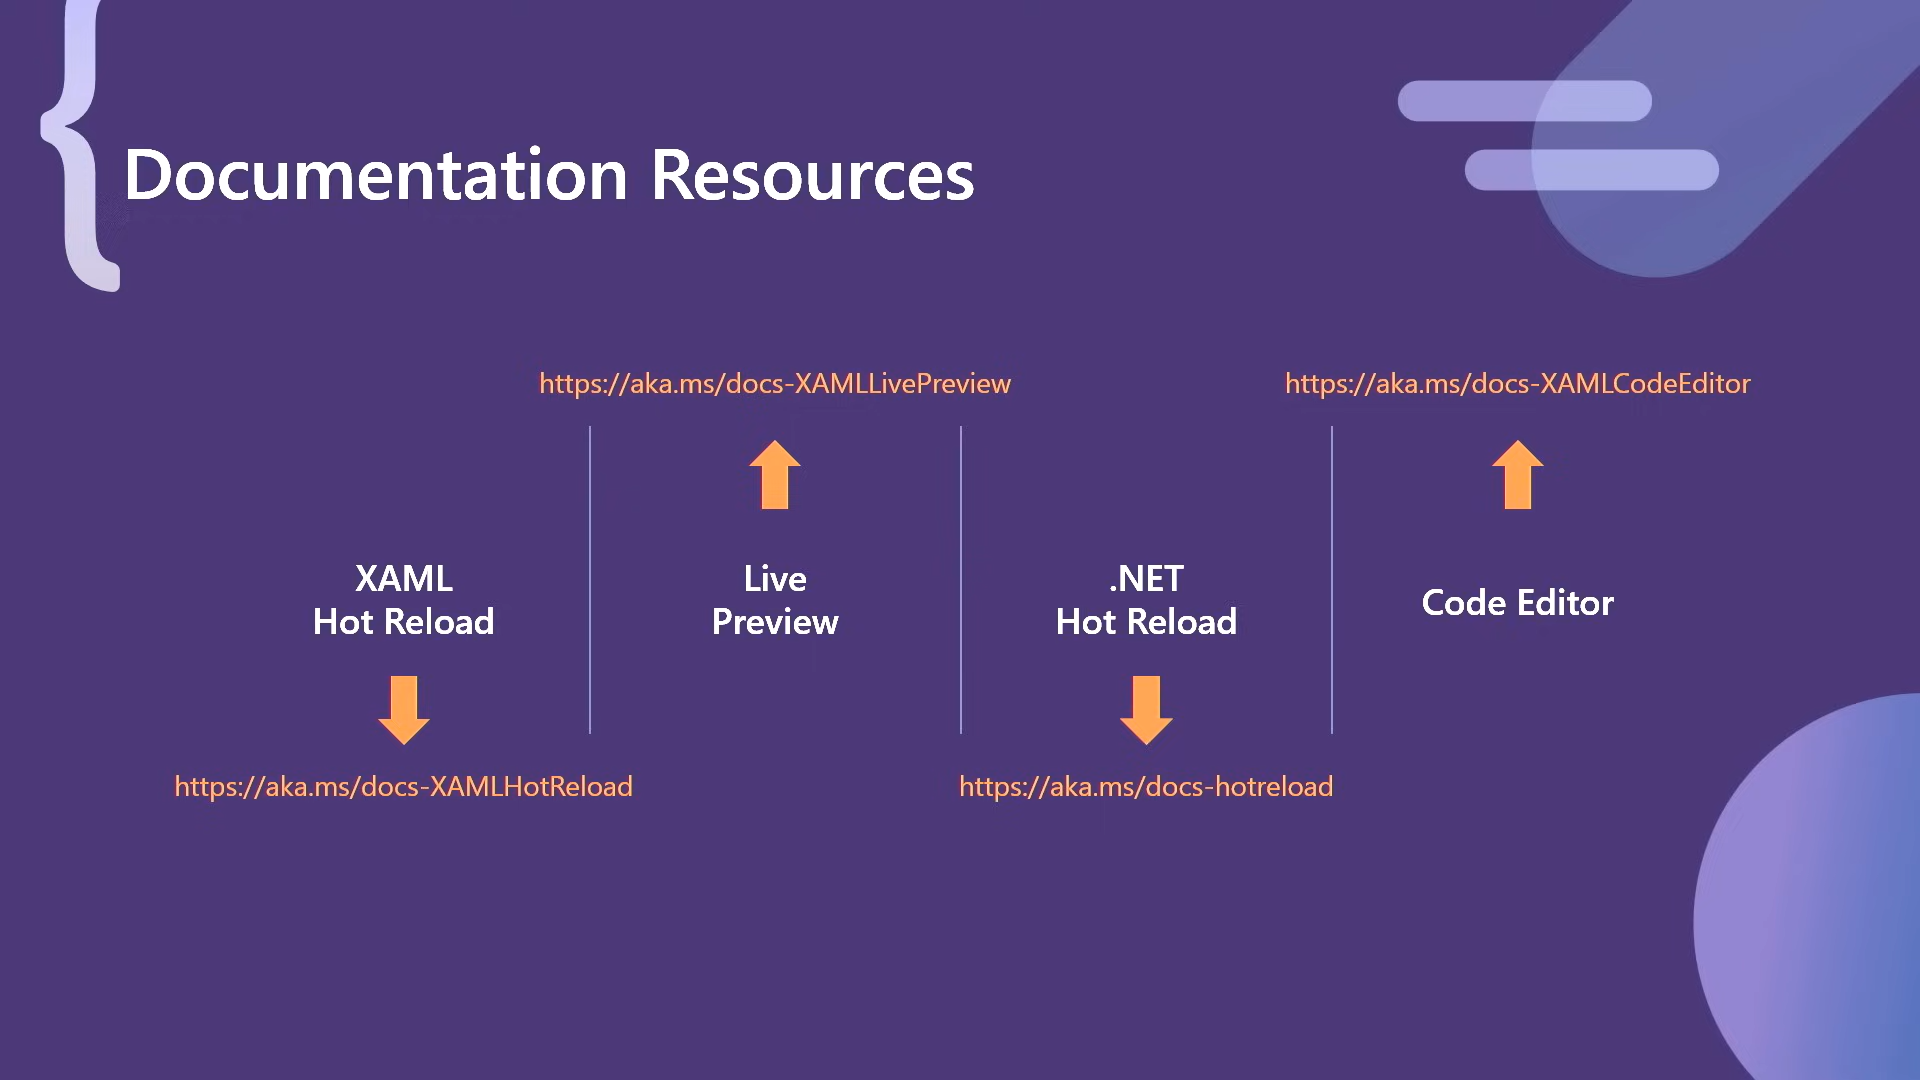 Documentation Resources
https://aka.ms/docs-XAMLLivePreview
https://aka.ms/docs-XAMLCodeEditor
XAML
Hot Reload
Live
Preview
.NET
Hot Reload
Code Editor
https://aka.ms/docs-XAMLHotReload
https://aka.ms/docs-hotreload